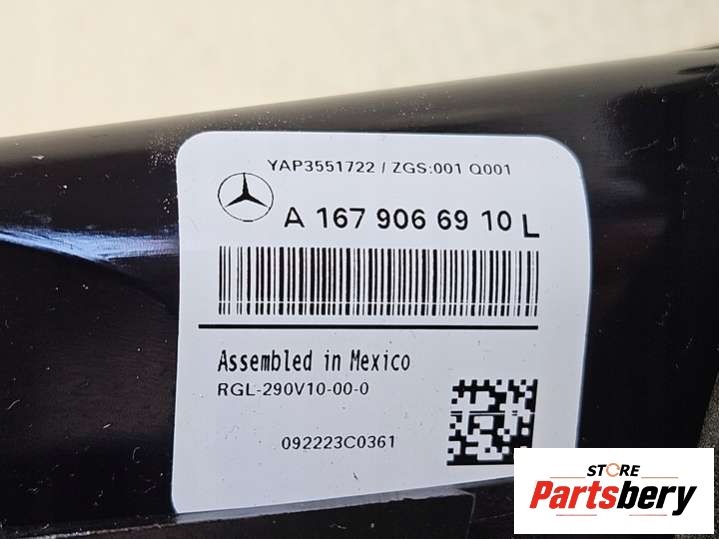 YAP3551722 / ZGS:001 Q001
A 167 906 69 10 L
Assembled in Mexico
RGL-290V10-00-0
092223C0361
STORE
Partsbery